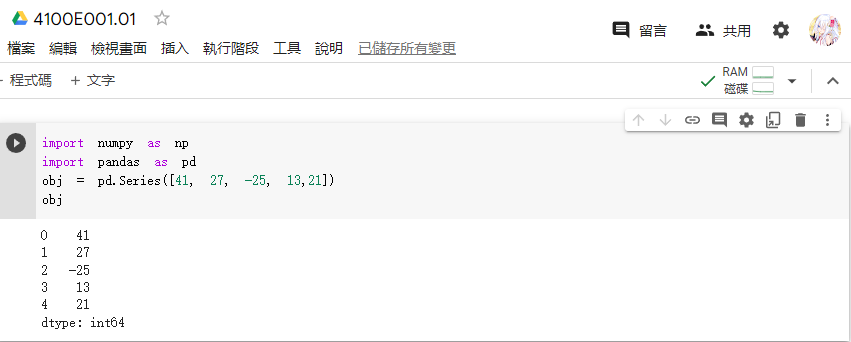 4100E001.01
留言 共用
檔案 編輯 檢視畫面 插入 執行階段 工具 說明 已儲存所有變更
+ 程式碼 + 文字
RAM
磁碟
import numpy as np
import pandas as pd
obj = pd.Series([41, 27, -25, 13,21])
obj
0 41
1 27
2 -25
3 13
4 21
dtype: int64